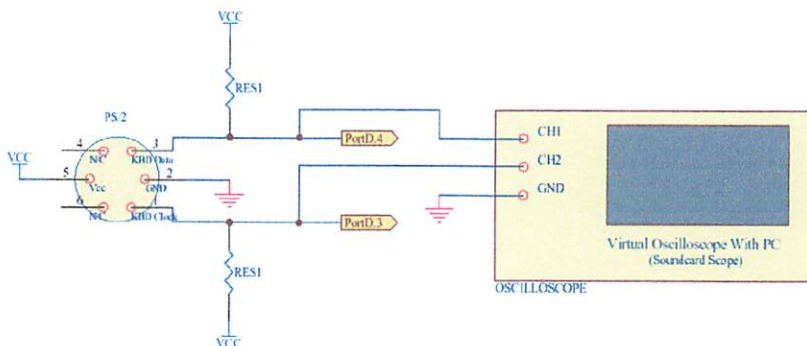 VCC
RES1
PS/2
4
3
NC
KBD Data
VCC
5
2
Vcc
GND
6
1
NC
KBD Clock
PortD.4
PortD.3
RES1
VCC
CH1
CH2
GND
Virtual Oscilloscope With PC
(Soundcard Scope)
OSCILLOSCOPE